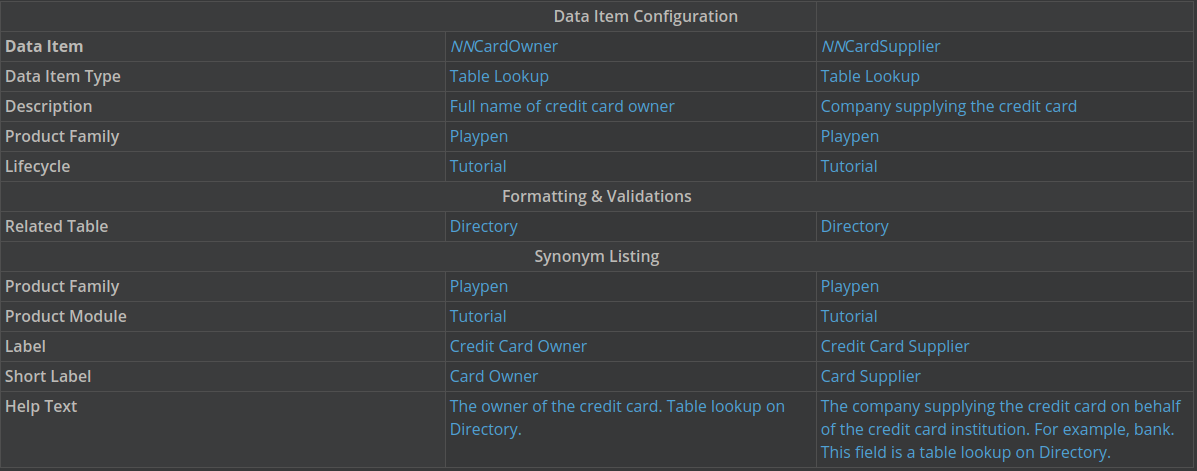 Data Item Configuration
Data Item NNCardOwner NNCardSupplier
Data Item Type Table Lookup Table Lookup
Description Full name of credit card owner Company supplying the credit card
Product Family Playpen Playpen
Lifecycle Tutorial Tutorial
Formatting & Validations
Related Table Directory Directory
Synonym Listing
Product Family Playpen Playpen
Product Module Tutorial Tutorial
Label Credit Card Owner Credit Card Supplier
Short Label Card Owner Card Supplier
Help Text The owner of the credit card. Table lookup on The company supplying the credit card on behalf
Directory. of the credit card institution. For example, bank.
This field is a table lookup on Directory.